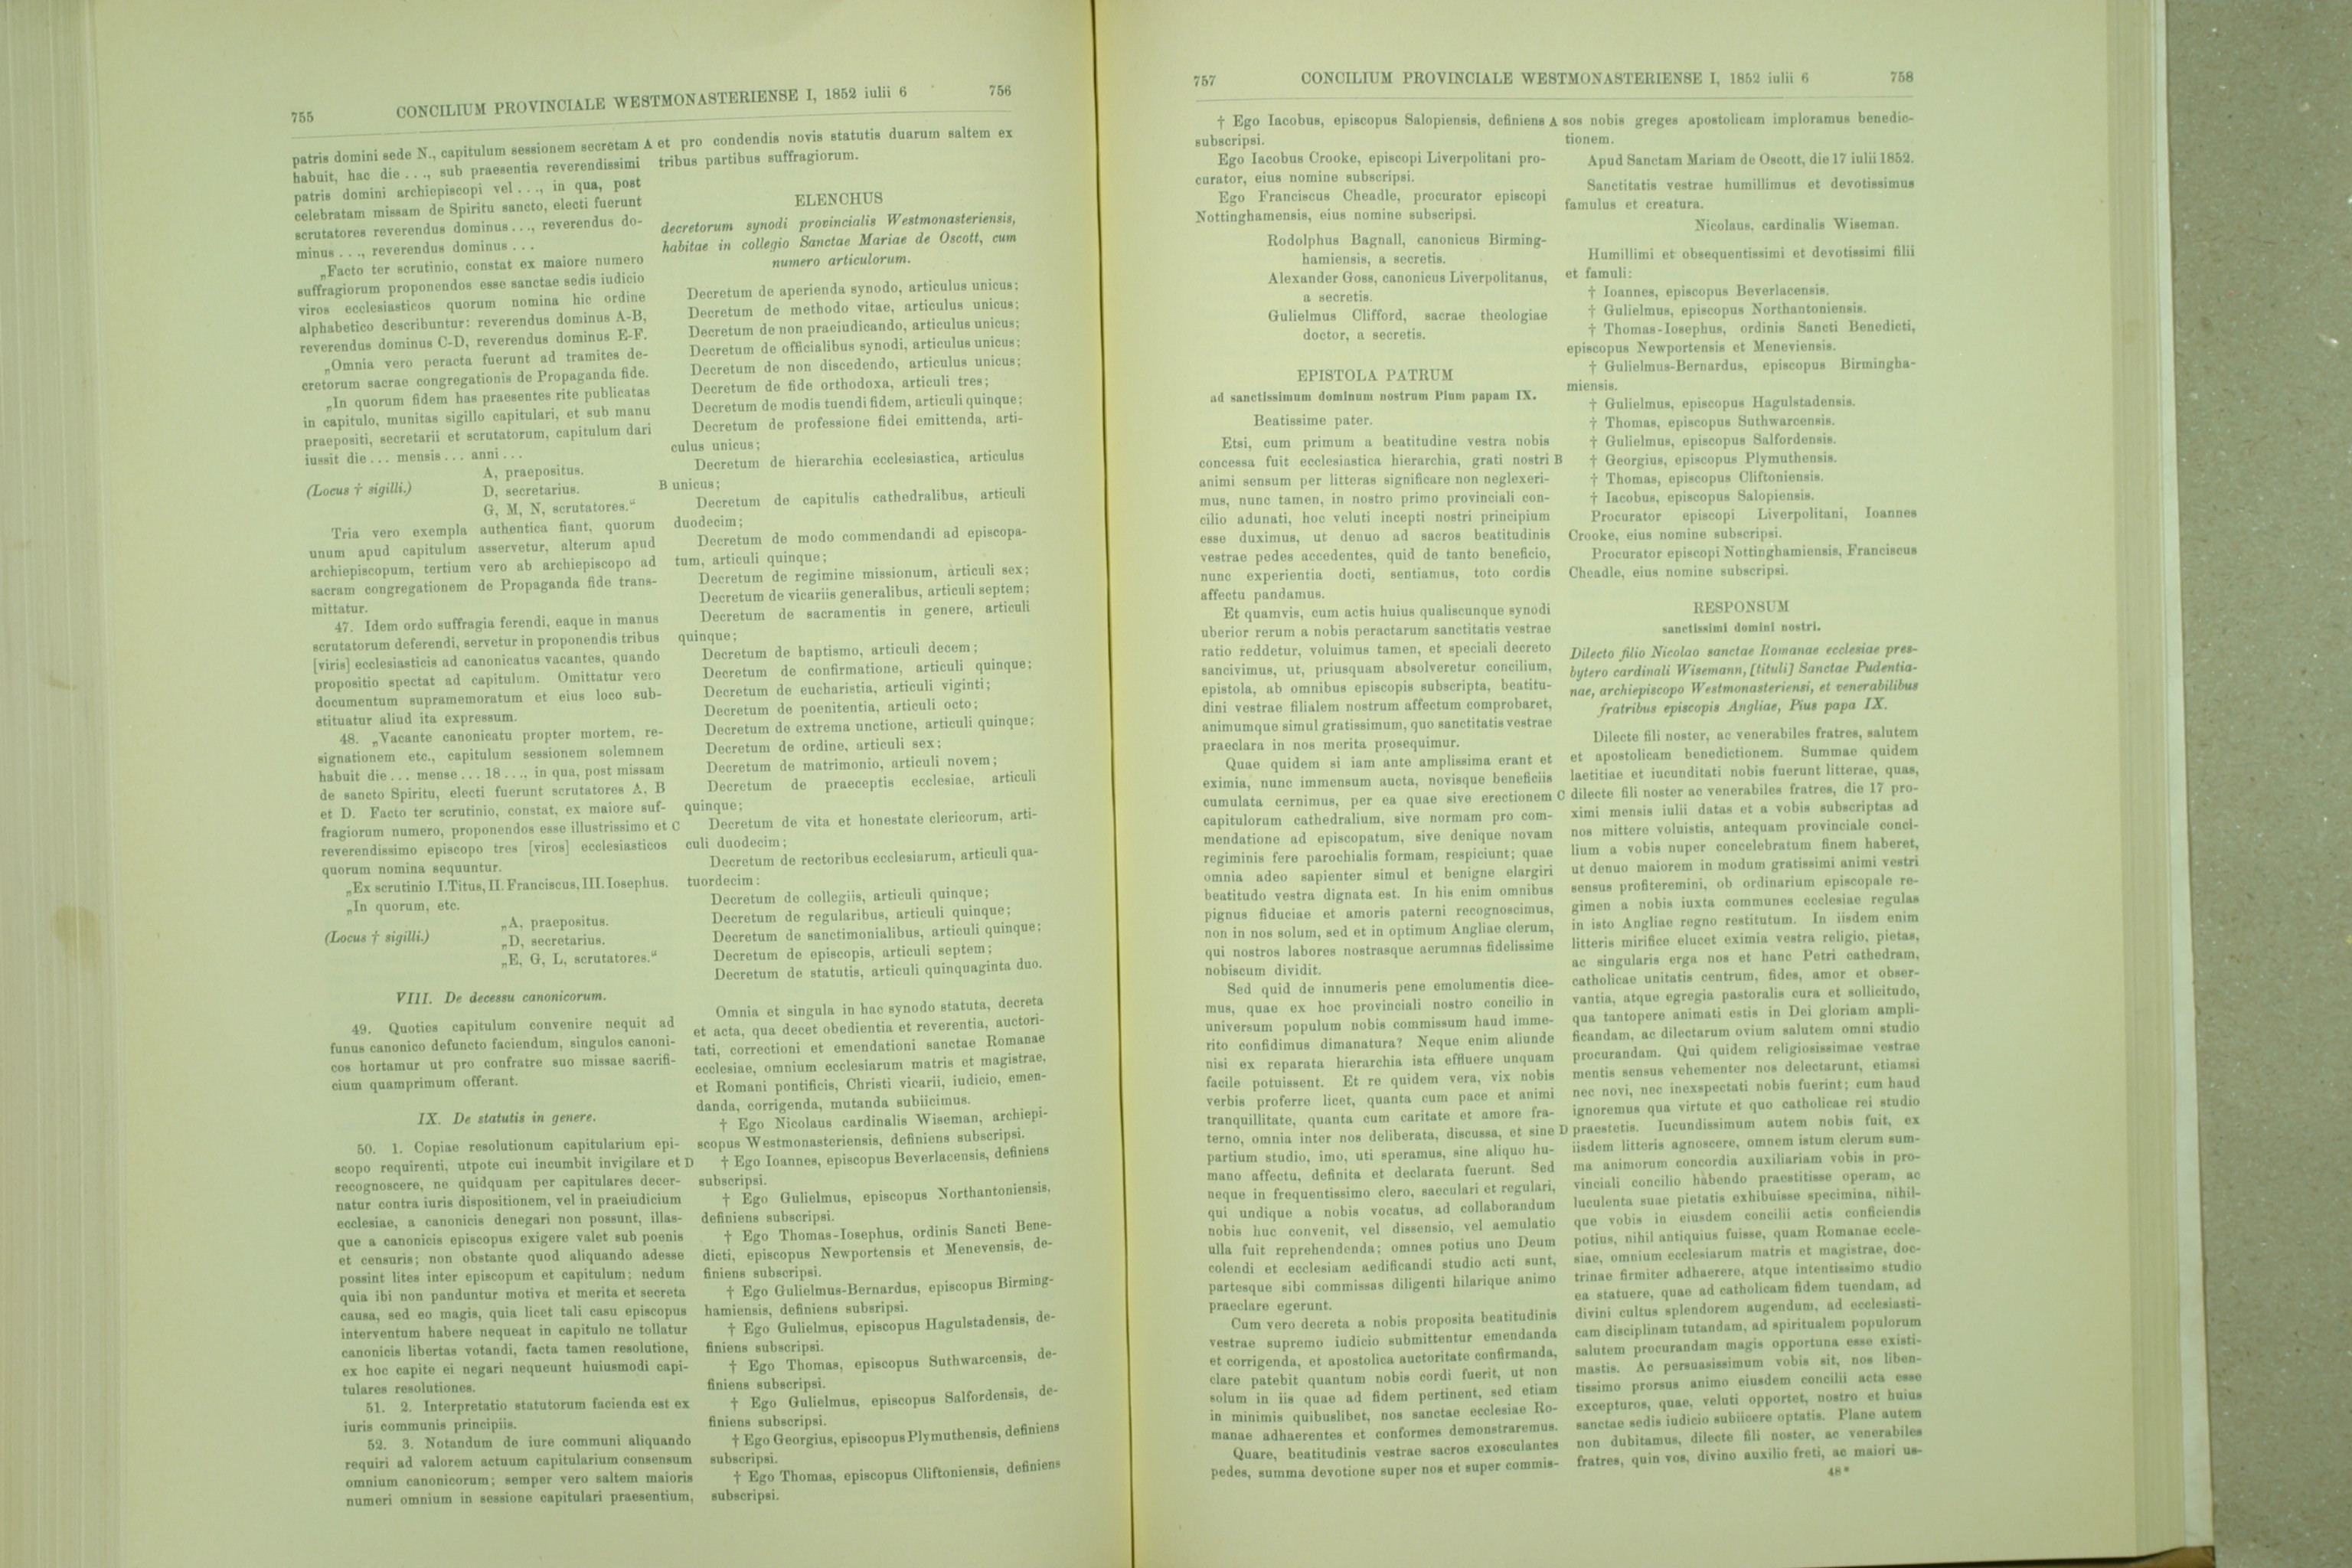 755
CONCILIUM PROVINCIALE WESTMONASTERIENSE I, 1852 iulii 6
756
patris domini sede N., capitulum sessionem secretam
habuit, hac die . . ., sub praesentia reverendissimi
patris domini archiepiscopi vel . . ., in qua, post
celebratam missam de Spiritu sancto, electi fuerunt
scrutatores reverendus dominus . . ., reverendus do-
minus . . ., reverendus dominus . . .
„Facto ter scrutinio, constat ex maiore numero
suffragiorum proponendos esse sanctae sedis iudicio
viros ecclesiasticos quorum nomina hic ordine
alphabetico describuntur: reverendus dominus A-B,
reverendus dominus C-D, reverendus dominus E-F.
„Omnia vero peracta fuerunt ad tramites de-
cretorum sacrae congregationis de Propaganda fide.
„In quorum fidem has praesentes rite publicatas
in capitulo, munitas sigillo capitulari, et sub manu
praepositi, secretarii et scrutatorum, capitulum dari
iussit die . . . mensis . . . anni . . .
A, praepositus.
(Locus † sigilli.) D, secretarius.
G, M, N, scrutatores.“
Tria vero exempla authentica fiant, quorum
unum apud capitulum asservetur, alterum apud
archiepiscopum, tertium vero ab archiepiscopo ad
sacram congregationem de Propaganda fide trans-
mittatur.
47. Idem ordo suffragia ferendi, eaque in manus
scrutatorum deferendi, servetur in proponendis tribus
[viris] ecclesiasticis ad canonicatus vacantes, quando
propositio spectat ad capitulum. Omittatur vero
documentum supramemoratum et eius loco sub-
stituatur aliud ita expressum.
48. „Vacante canonicatu propter mortem, re-
signationem etc., capitulum sessionem solemnem
habuit die . . . mense . . . 18 . . ., in qua, post missam
de sancto Spiritu, electi fuerunt scrutatores A, B
et D. Facto ter scrutinio, constat, ex maiore suf-
fragiorum numero, proponendos esse illustrissimo et
reverendissimo episcopo tres [viros] ecclesiasticos
quorum nomina sequuntur.
„Ex scrutinio I. Titus, II. Franciscus, III. Iosephus.
„In quorum, etc.
„A, praepositus.
(Locus † sigilli.) „D, secretarius.
„E, G, L, scrutatores.“
VIII. De decessu canonicorum.
49. Quoties capitulum convenire nequit ad
funus canonico defuncto faciendum, singulos canoni-
cos hortamur ut pro confratre suo missae sacrifi-
cium quamprimum offerant.
IX. De statutis in genere.
50. 1. Copiae resolutionum capitularium epi-
scopo requirenti, utpote cui incumbit invigilare et
recognoscere, ne quidquam per capitulares decer-
natur contra iuris dispositionem, vel in praeiudicium
ecclesiae, a canonicis denegari non possunt, illas-
que a canonicis episcopus exigere valet sub poenis
et censuris; non obstante quod aliquando adesse
possint lites inter episcopum et capitulum; nedum
quia ibi non panduntur motiva et merita et secreta
causa, sed eo magis, quia licet tali casu episcopus
interventum habere nequeat in capitulo ne tollatur
canonicis libertas votandi, facta tamen resolutione,
ex hoc capite ei negari nequeunt huiusmodi capi-
tulares resolutiones.
51. 2. Interpretatio statutorum facienda est ex
iuris communis principiis.
52. 3. Notandum de iure communi aliquando
requiri ad valorem actuum capitularium consensum
omnium canonicorum; semper vero saltem maioris
numeri omnium in sessione capitulari praesentium,
A et pro condendis novis statutis duarum saltem ex
tribus partibus suffragiorum.
ELENCHUS
decretorum synodi provincialis Westmonasteriensis,
habitae in collegio Sanctae Mariae de Oscott, cum
numero articulorum.
Decretum de aperienda synodo, articulus unicus;
Decretum de methodo vitae, articulus unicus;
Decretum de non praeiudicando, articulus unicus;
Decretum de officialibus synodi, articulus unicus;
Decretum de non discedendo, articulus unicus;
Decretum de fide orthodoxa, articuli tres;
Decretum de modis tuendi fidem, articuli quinque;
Decretum de professione fidei emittenda, arti-
culus unicus;
Decretum de hierarchia ecclesiastica, articulus
B unicus;
Decretum de capitulis cathedralibus, articuli
duodecim;
Decretum de modo commendandi ad episcopa-
tum, articuli quinque;
Decretum de regimine missionum, articuli sex;
Decretum de vicariis generalibus, articuli septem;
Decretum de sacramentis in genere, articuli
quinque;
Decretum de baptismo, articuli decem;
Decretum de confirmatione, articuli quinque;
Decretum de eucharistia, articuli viginti;
Decretum de poenitentia, articuli octo;
Decretum de extrema unctione, articuli quinque;
Decretum de ordine, articuli sex;
Decretum de matrimonio, articuli novem;
Decretum de praeceptis ecclesiae, articuli
quinque;
C Decretum de vita et honestate clericorum, arti-
culi duodecim;
Decretum de rectoribus ecclesiarum, articuli qua-
tuordecim:
Decretum de collegiis, articuli quinque;
Decretum de regularibus, articuli quinque;
Decretum de sanctimonialibus, articuli quinque;
Decretum de episcopis, articuli septem;
Decretum de statutis, articuli quinquaginta duo.
Omnia et singula in hac synodo statuta, decreta
et acta, qua decet obedientia et reverentia, auctori-
tati, correctioni et emendationi sanctae Romanae
ecclesiae, omnium ecclesiarum matris et magistrae,
et Romani pontificis, Christi vicarii, iudicio, emen-
danda, corrigenda, mutanda subiicimus.
† Ego Nicolaus cardinalis Wiseman, archiepi-
scopus Westmonasteriensis, definiens subscripsi.
D † Ego Ioannes, episcopus Beverlacensis, definiens
subscripsi.
† Ego Gulielmus, episcopus Northantoniensis,
definiens subscripsi.
† Ego Thomas-Iosephus, ordinis Sancti Bene-
dicti, episcopus Newportensis et Menevensis, de-
finiens subscripsi.
† Ego Gulielmus-Bernardus, episcopus Birming-
hamiensis, definiens subsripsi.
† Ego Gulielmus, episcopus Hagulstadensis, de-
finiens subscripsi.
† Ego Thomas, episcopus Suthwarcensis, de-
finiens subscripsi.
† Ego Gulielmus, episcopus Salfordensis, de-
finiens subscripsi.
† Ego Georgius, episcopus Plymuthensis, definiens
subscripsi.
† Ego Thomas, episcopus Cliftoniensis, definiens
subscripsi.
757
CONCILIUM PROVINCIALE WESTMONASTERIENSE I, 1852 iulii 6
758
† Ego Iacobus, episcopus Salopiensis, definiens
subscripsi.
Ego Iacobus Crooke, episcopi Liverpolitani pro-
curator, eius nomine subscripsi.
Ego Franciscus Cheadle, procurator episcopi
Nottinghamensis, eius nomine subscripsi.
Rodolphus Bagnall, canonicus Birming-
hamiensis, a secretis.
Alexander Goss, canonicus Liverpolitanus,
a secretis.
Gulielmus Clifford, sacrae theologiae
doctor, a secretis.
EPISTOLA PATRUM
ad sanctissimum dominum nostrum Pium papam IX.
Beatissime pater.
Etsi, cum primum a beatitudine vestra nobis
concessa fuit ecclesiastica hierarchia, grati nostri
animi sensum per litteras significare non neglexeri-
mus, nunc tamen, in nostro primo provinciali con-
cilio adunati, hoc veluti incepti nostri principium
esse duximus, ut denuo ad sacros beatitudinis
vestrae pedes accedentes, quid de tanto beneficio,
nunc experientia docti, sentiamus, toto cordis
affectu pandamus.
Et quamvis, cum actis huius qualiscunque synodi
uberior rerum a nobis peractarum sanctitatis vestrae
ratio reddetur, voluimus tamen, et speciali decreto
sancivimus, ut, priusquam absolveretur concilium,
epistola, ab omnibus episcopis subscripta, beatitu-
dini vestrae filialem nostrum affectum comprobaret,
animumque simul gratissimum, quo sanctitatis vestrae
praeclara in nos merita prosequimur.
Quae quidem si iam ante amplissima erant et
eximia, nunc immensum aucta, novisque beneficiis
cumulata cernimus, per ea quae sive erectionem
capitulorum cathedralium, sive normam pro com-
mendatione ad episcopatum, sive denique novam
regiminis fere parochialis formam, respiciunt; quae
omnia adeo sapienter simul et benigne elargiri
beatitudo vestra dignata est. In his enim omnibus
pignus fiduciae et amoris paterni recognoscimus,
non in nos solum, sed et in optimum Angliae clerum,
qui nostros labores nostrasque aerumnas fidelissime
nobiscum dividit.
Sed quid de innumeris pene emolumentis dice-
mus, quae ex hoc provinciali nostro concilio in
universum populum nobis commissum haud imme-
rito confidimus dimanatura? Neque enim aliunde
nisi ex reparata hierarchia ista effluere unquam
facile potuissent. Et re quidem vera, vix nobis
verbis proferre licet, quanta cum pace et animi
tranquillitate, quanta cum caritate et amore fra-
terno, omnia inter nos deliberata, discussa, et sine
partium studio, imo, uti speramus, sine aliquo hu-
mano affectu, definita et declarata fuerunt. Sed
neque in frequentissimo clero, saeculari et regulari,
qui undique a nobis vocatus, ad collaborandum
nobis huc convenit, vel dissensio, vel aemulatio
ulla fuit reprehendenda; omnes potius uno Deum
colendi et ecclesiam aedificandi studio acti sunt,
partesque sibi commissas diligenti hilarique animo
praeclare egerunt.
Cum vero decreta a nobis proposita beatitudinis
vestrae supremo iudicio submittentur emendanda
et corrigenda, et apostolica auctoritate confirmanda,
clare patebit quantum nobis cordi fuerit, ut non
solum in iis quae ad fidem pertinent, sed etiam
in minimis quibuslibet, nos sanctae ecclesiae Ro-
manae adhaerentes et conformes demonstraremus.
Quare, beatitudinis vestrae sacros exosculantes
pedes, summa devotione super nos et super commis-
A sos nobis greges apostolicam imploramus benedic-
tionem.
Apud Sanctam Mariam de Oscott, die 17 iulii 1852.
Sanctitatis vestrae humillimus et devotissimus
famulus et creatura.
Nicolaus, cardinalis Wiseman.
Humillimi et obsequentissimi et devotissimi filii
et famuli:
† Ioannes, episcopus Beverlacensis.
† Gulielmus, episcopus Northantoniensis.
† Thomas-Iosephus, ordinis Sancti Benedicti,
episcopus Newportensis et Meneviensis.
† Gulielmus-Bernardus, episcopus Birmingha-
miensis.
† Gulielmus, episcopus Hagulstadensis.
† Thomas, episcopus Suthwarcensis.
† Gulielmus, episcopus Salfordensis.
B † Georgius, episcopus Plymuthensis.
† Thomas, episcopus Cliftoniensis.
† Iacobus, episcopus Salopiensis.
Procurator episcopi Liverpolitani, Ioannes
Crooke, eius nomine subscripsi.
Procurator episcopi Nottinghamiensis, Franciscus
Cheadle, eius nomine subscripsi.
RESPONSUM
sanctissimi domini nostri.
Dilecto filio Nicolao sanctae Romanae ecclesiae pres-
bytero cardinali Wisemann, [tituli] Sanctae Pudentia-
nae, archiepiscopo Westmonasteriensi, et venerabilibus
fratribus episcopis Angliae, Pius papa IX.
Dilecte fili noster, ac venerabiles fratres, salutem
et apostolicam benedictionem. Summae quidem
laetitiae et iucunditati nobis fuerunt litterae, quas,
C dilecte fili noster ac venerabiles fratres, die 17 pro-
ximi mensis iulii datas et a vobis subscriptas ad
nos mittere voluistis, antequam provinciale conci-
lium a vobis nuper concelebratum finem haberet,
ut denuo maiorem in modum gratissimi animi vestri
sensus profiteremini, ob ordinarium episcopale re-
gimen a nobis iuxta communes ecclesiae regulas
in isto Angliae regno restitutum. In iisdem enim
litteris mirifice elucet eximia vestra religio, pietas,
ac singularis erga nos et hanc Petri cathedram,
catholicae unitatis centrum, fides, amor et obser-
vantia, atque egregia pastoralis cura et sollicitudo,
qua tantopere animati estis in Dei gloriam ampli-
ficandam, ac dilectarum ovium salutem omni studio
procurandam. Qui quidem religiosissimae vestrae
mentis sensus vehementer nos delectarunt, etiamsi
nec novi, nec inexspectati nobis fuerint; cum haud
ignoremus qua virtute et quo catholicae rei studio
D praestetis. Iucundissimum autem nobis fuit, ex
iisdem litteris agnoscere, omnem istum clerum sum-
ma animorum concordia auxiliariam vobis in pro-
vinciali concilio habendo praestitisse operam, ac
luculenta suae pietatis exhibuisse specimina, nihil-
que vobis in eiusdem concilii actis conficiendis
potius, nihil antiquius fuisse, quam Romanae eccle-
siae, omnium ecclesiarum matris et magistrae, doc-
trinae firmiter adhaerere, atque intentissimo studio
ea statuere, quae ad catholicam fidem tuendam, ad
divini cultus splendorem augendum, ad ecclesiasti-
cam disciplinam tutandam, ad spiritualem populorum
salutem procurandam magis opportuna esse existi-
mastis. Ac persuasissimum vobis sit, nos liben-
tissimo prorsus animo eiusdem concilii acta esse
excepturos, quae, veluti opportet, nostro et huius
sanctae sedis iudicio subiicere optatis. Plane autem
non dubitamus, dilecte fili noster, ac venerabiles
fratres, quin vos, divino auxilio freti, ac maiori us-
48*